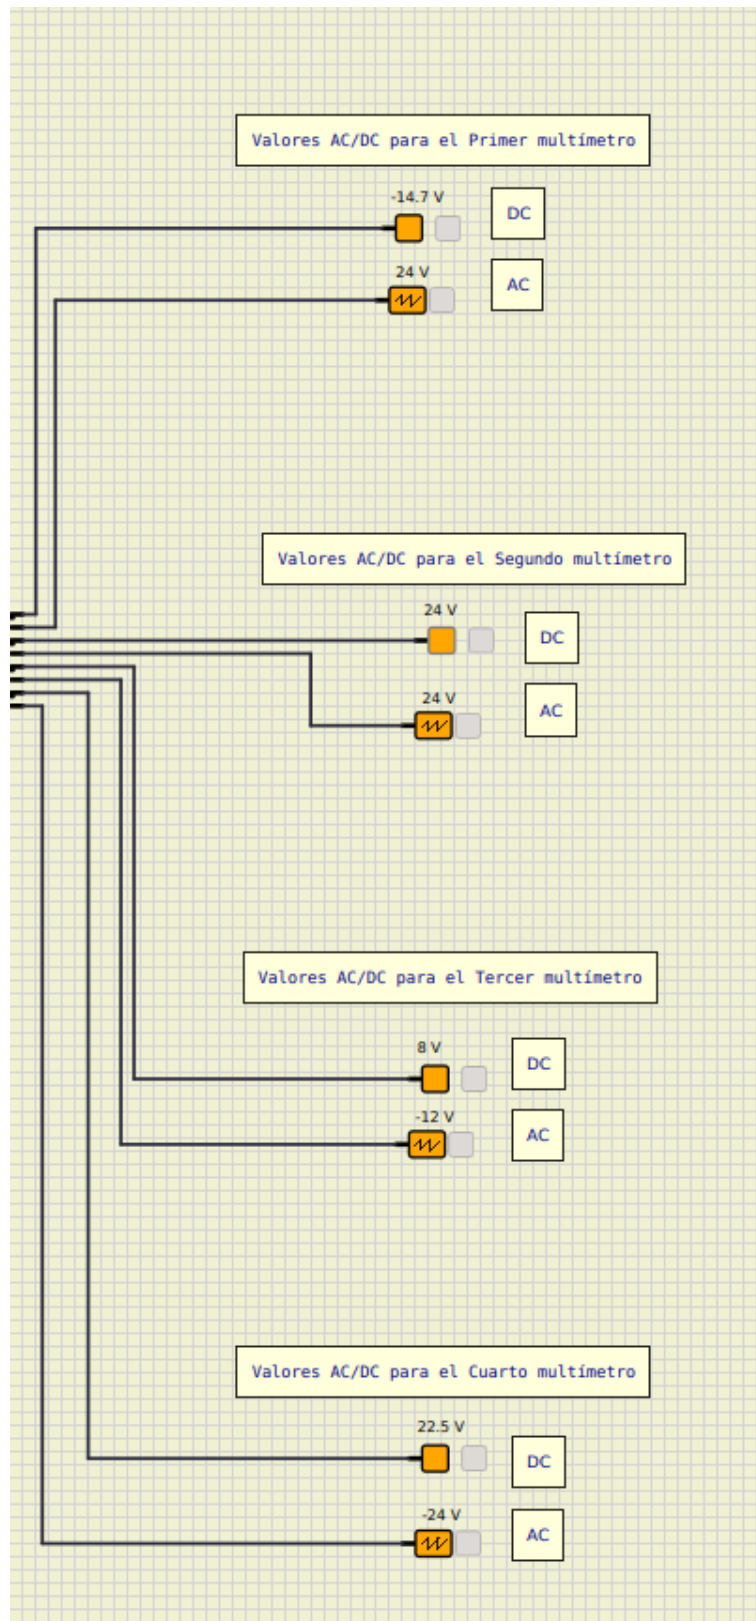 Valores AC/DC para el Primer multímetro
-14.7 V
DC
24 V
AC
Valores AC/DC para el Segundo multímetro
24 V
DC
24 V
AC
Valores AC/DC para el Tercer multímetro
8 V
DC
-12 V
AC
Valores AC/DC para el Cuarto multímetro
22.5 V
DC
-24 V
AC